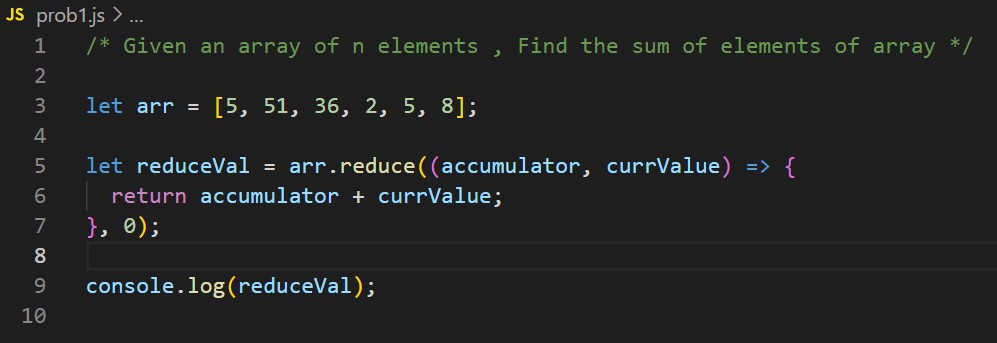 JS prob1.js > ...
1 /* Given an array of n elements , Find the sum of elements of array */
2
3 let arr = [5, 51, 36, 2, 5, 8];
4
5 let reduceVal = arr.reduce((accumulator, currValue) => {
6   return accumulator + currValue;
7 }, 0);
8
9 console.log(reduceVal);
10